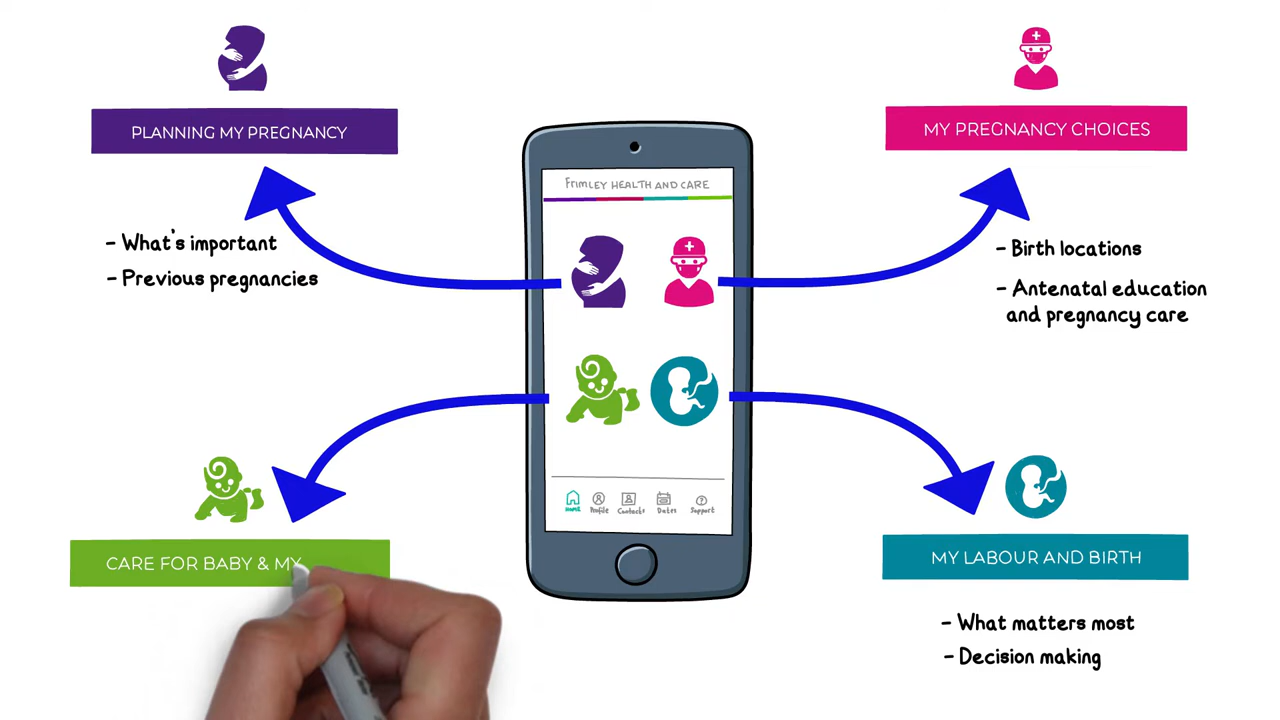 PLANNING MY PREGNANCY
- What's important
- Previous pregnancies
MY PREGNANCY CHOICES
- Birth locations
- Antenatal education
and pregnancy care
FRIMLEY HEALTH AND CARE
Home
Profile
Contacts
Dates
Support
CARE FOR BABY & MY
MY LABOUR AND BIRTH
- What matters most
- Decision making